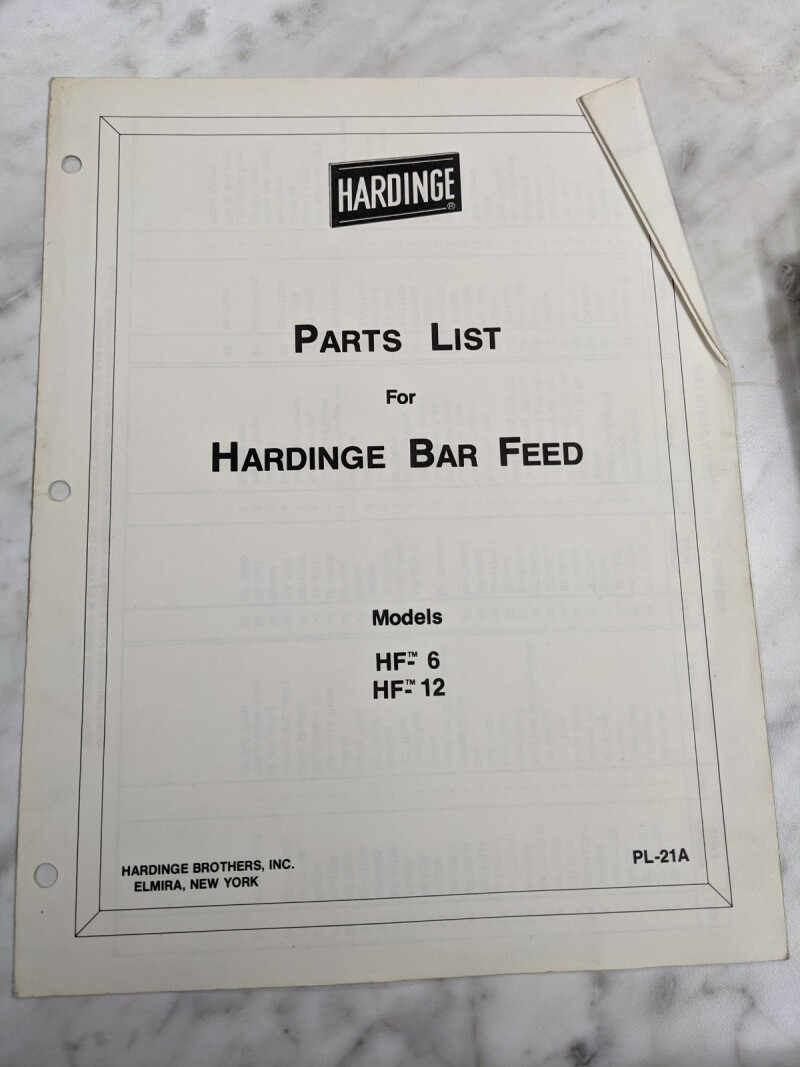 HARDINGE ®
PARTS LIST
For
HARDINGE BAR FEED
Models
HF™- 6
HF™- 12
HARDINGE BROTHERS, INC.
ELMIRA, NEW YORK
PL-21A